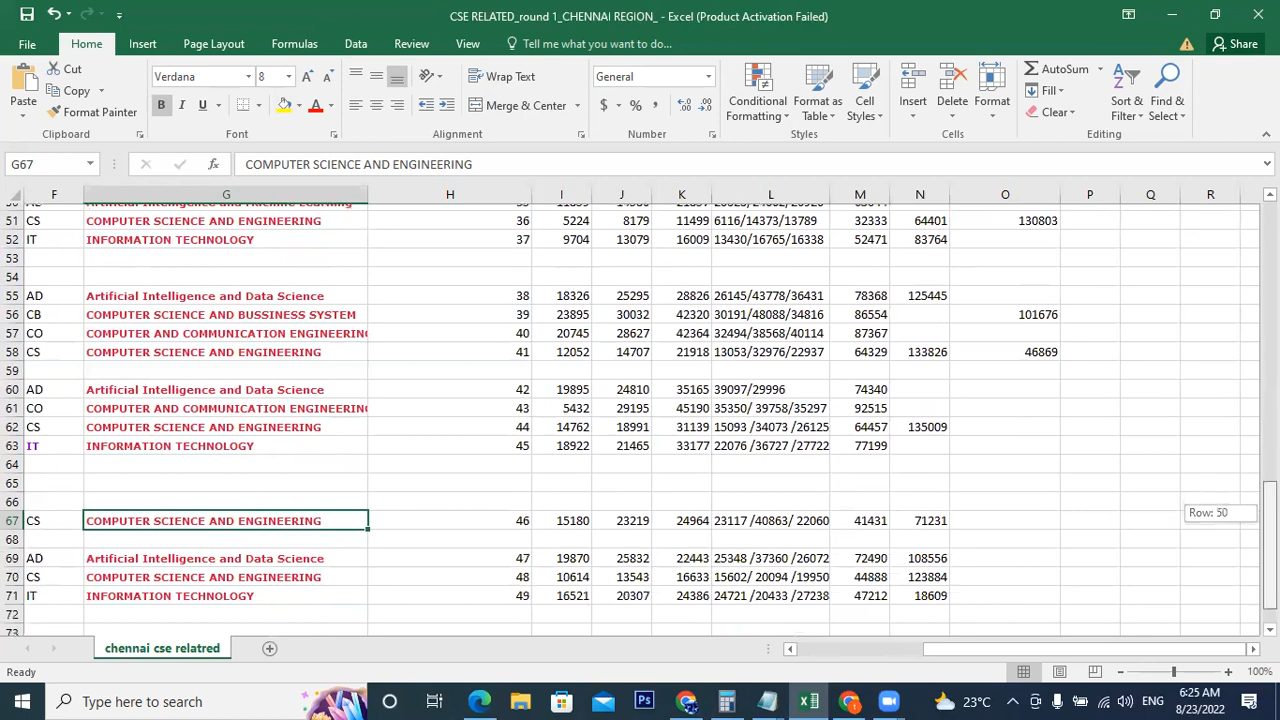 CSE RELATED_round 1_CHENNAI REGION_ - Excel (Product Activation Failed)
File Home Insert Page Layout Formulas Data Review View Tell me what you want to do... Share
Paste Cut Copy Format Painter Clipboard
Verdana 8 B I U A A A Font
Wrap Text Merge & Center Alignment
General $ % , Number
Conditional Formatting Format as Table Cell Styles Styles
Insert Delete Format Cells
AutoSum Fill Clear Sort & Filter Find & Select Editing
G67 fx COMPUTER SCIENCE AND ENGINEERING
F G H I J K L M N O P Q R
51 CS COMPUTER SCIENCE AND ENGINEERING 36 5224 8179 11499 6116/14373/13789 32333 64401 130803
52 IT INFORMATION TECHNOLOGY 37 9704 13079 16009 13430/16765/16338 52471 83764
53
54
55 AD Artificial Intelligence and Data Science 38 18326 25295 28826 26145/43778/36431 78368 125445
56 CB COMPUTER SCIENCE AND BUSSINESS SYSTEM 39 23895 30032 42320 30191/48088/34816 86554 101676
57 CO COMPUTER AND COMMUNICATION ENGINEERING 40 20745 28627 42364 32494/38568/40114 87367
58 CS COMPUTER SCIENCE AND ENGINEERING 41 12052 14707 21918 13053/32976/22937 64329 133826 46869
59
60 AD Artificial Intelligence and Data Science 42 19895 24810 35165 39097/29996 74340
61 CO COMPUTER AND COMMUNICATION ENGINEERING 43 5432 29195 45190 35350/ 39758/35297 92515
62 CS COMPUTER SCIENCE AND ENGINEERING 44 14762 18991 31139 15093 /34073 /26125 64457 135009
63 IT INFORMATION TECHNOLOGY 45 18922 21465 33177 22076 /36727 /27722 77199
64
65
66
67 CS COMPUTER SCIENCE AND ENGINEERING 46 15180 23219 24964 23117 /40863/ 22060 41431 71231 Row: 50
68
69 AD Artificial Intelligence and Data Science 47 19870 25832 22443 25348 /37360 /26072 72490 108556
70 CS COMPUTER SCIENCE AND ENGINEERING 48 10614 13543 16633 15602/ 20094 /19950 44888 123884
71 IT INFORMATION TECHNOLOGY 49 16521 20307 24386 24721 /20433 /27238 47212 18609
72
73
chennai cse relatred
Ready 100%
Type here to search Ps 23°C ENG 6:25 AM
8/23/2022